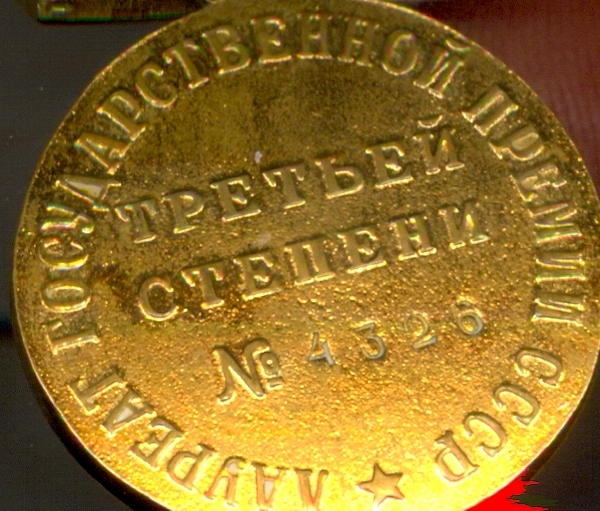 ЛАУРЕАТ ГОСУДАРСТВЕННОЙ ПРЕМИИ СССР
ТРЕТЬЕЙ
СТЕПЕНИ
№ 4326